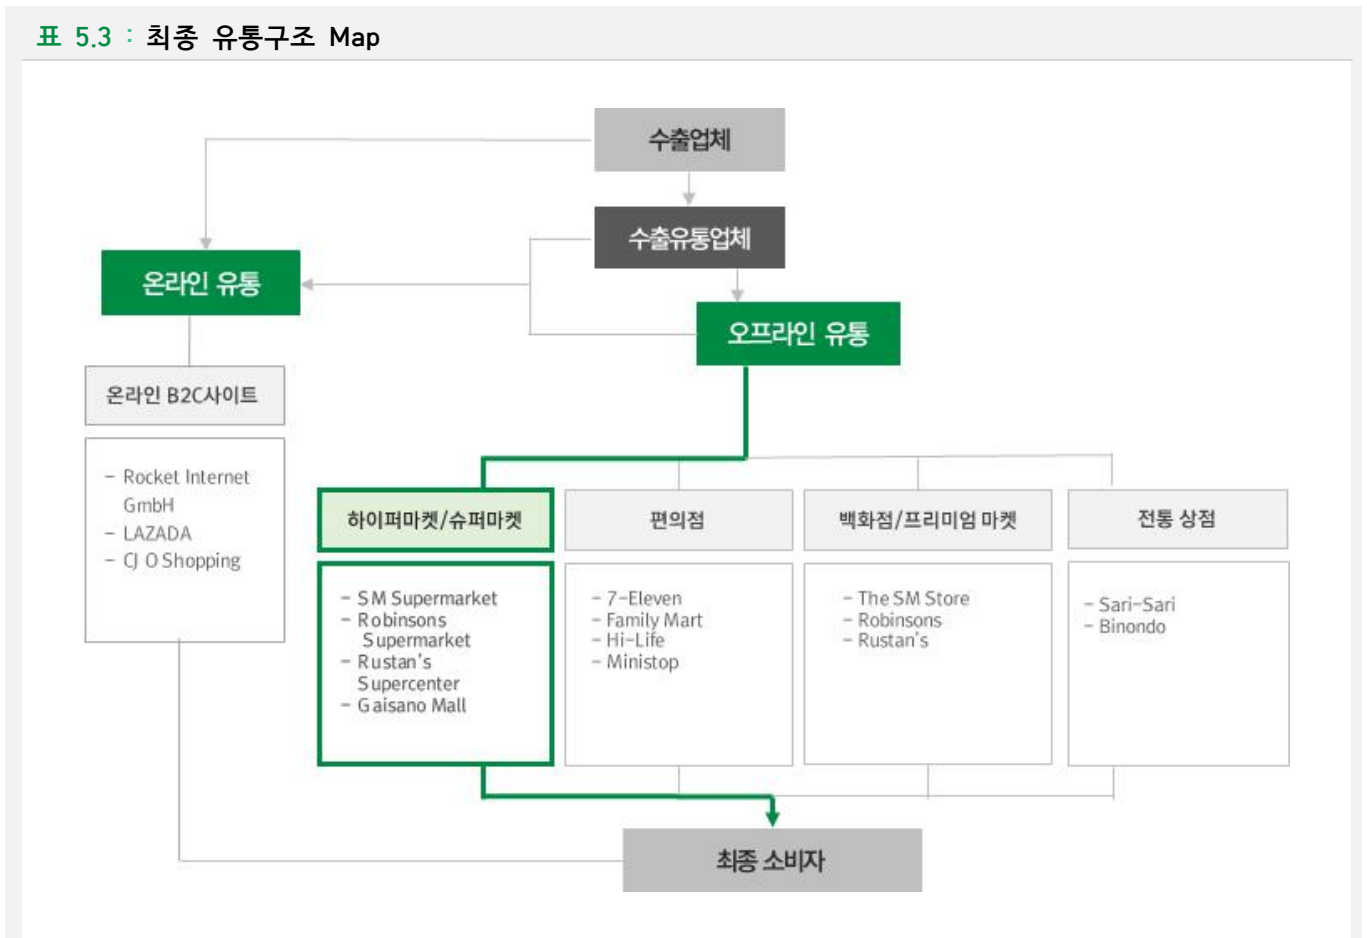 표 5.3 : 최종 유통구조 Map
수출업체
수출유통업체
온라인 유통
오프라인 유통
온라인 B2C사이트
- Rocket Internet
GmbH
- LAZADA
- CJ O Shopping
하이퍼마켓/슈퍼마켓
- SM Supermarket
- Robinsons
Supermarket
- Rustan's
Supercenter
- Gaisano Mall
편의점
- 7-Eleven
- Family Mart
- Hi-Life
- Ministop
백화점/프리미엄 마켓
- The SM Store
- Robinsons
- Rustan's
전통 상점
- Sari-Sari
- Binondo
최종 소비자